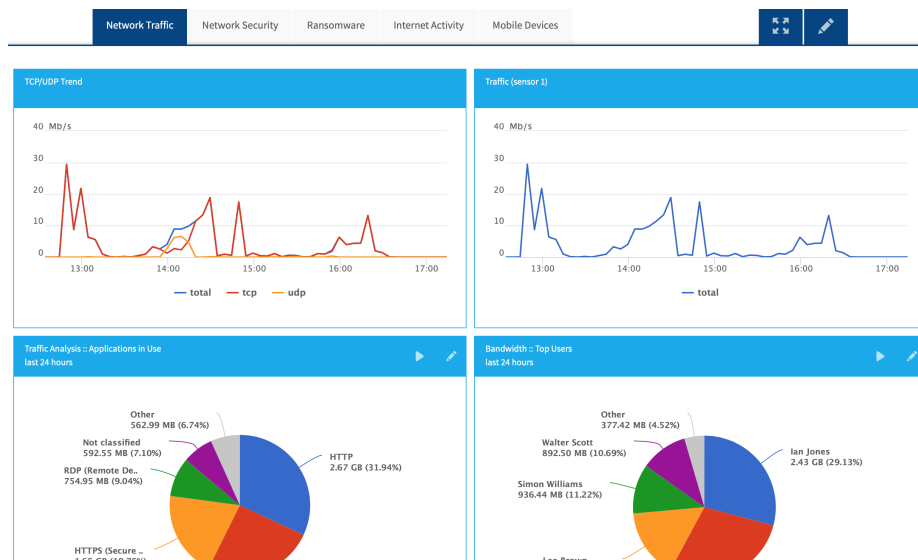 Network Traffic
Network Security
Ransomware
Internet Activity
Mobile Devices
TCP/UDP Trend
40 Mb/s
30
20
10
0
13:00
14:00
15:00
16:00
17:00
total
tcp
udp
Traffic (sensor 1)
40 Mb/s
30
20
10
0
13:00
14:00
15:00
16:00
17:00
total
Traffic Analysis :: Applications in Use
last 24 hours
Other
562.99 MB (6.74%)
Not classified
592.55 MB (7.10%)
RDP (Remote De..
754.95 MB (9.04%)
HTTPS (Secure ..
HTTP
2.67 GB (31.94%)
Bandwidth :: Top Users
last 24 hours
Other
377.42 MB (4.52%)
Walter Scott
892.50 MB (10.69%)
Simon Williams
936.44 MB (11.22%)
Ian Jones
2.43 GB (29.13%)